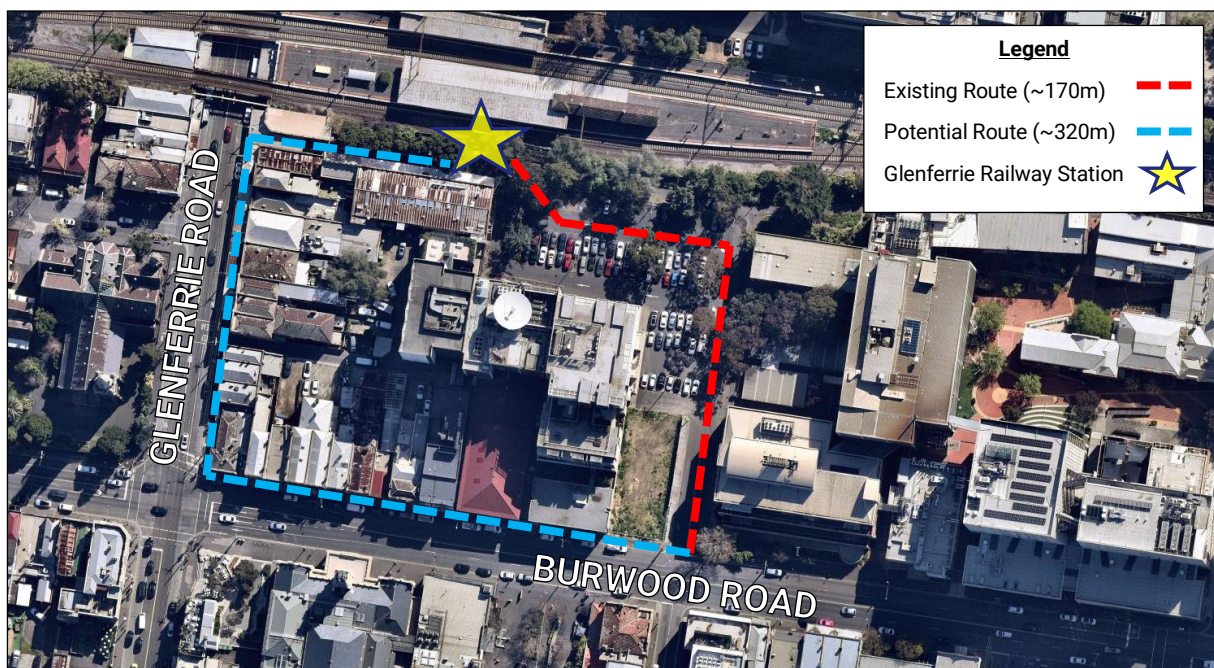 Legend
Existing Route (~170m)
Potential Route (~320m)
Glenferrie Railway Station
GLENFERRIE ROAD
BURWOOD ROAD